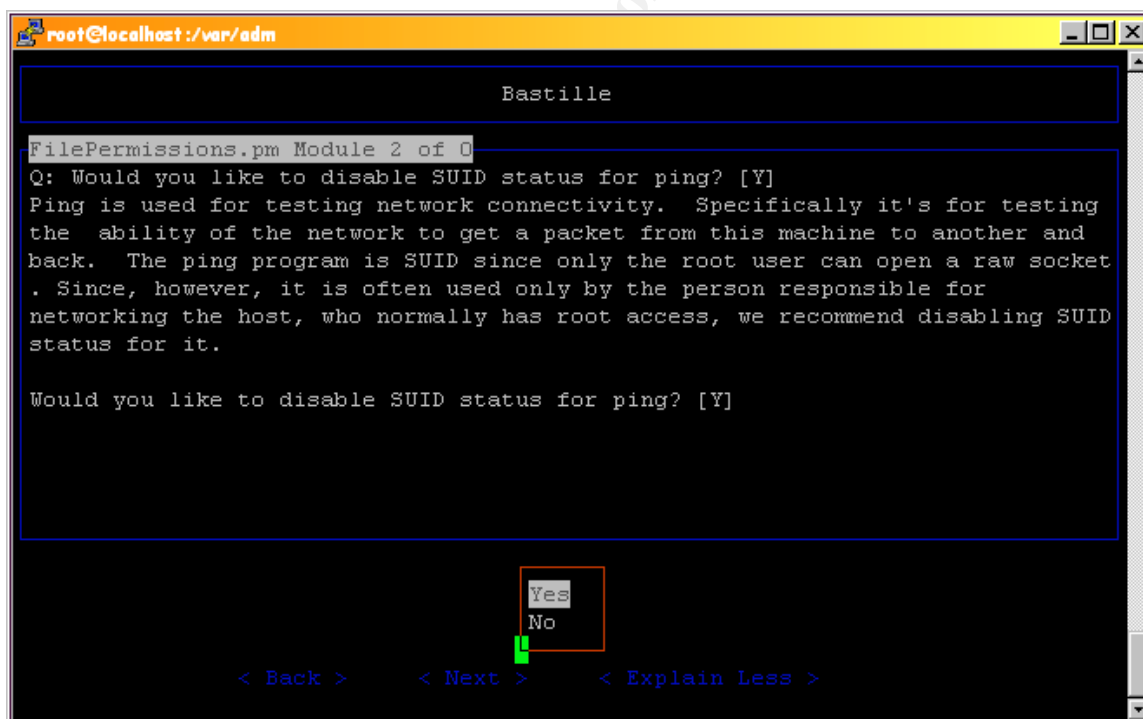 root@localhost:/var/adm
Bastille
FilePermissions.pm Module 2 of O
Q: Would you like to disable SUID status for ping? [Y]
Ping is used for testing network connectivity.  Specifically it's for testing
the  ability of the network to get a packet from this machine to another and
back.  The ping program is SUID since only the root user can open a raw socket
. Since, however, it is often used only by the person responsible for
networking the host, who normally has root access, we recommend disabling SUID
status for it.
Would you like to disable SUID status for ping? [Y]
Yes
No
< Back >     < Next >     < Explain Less >